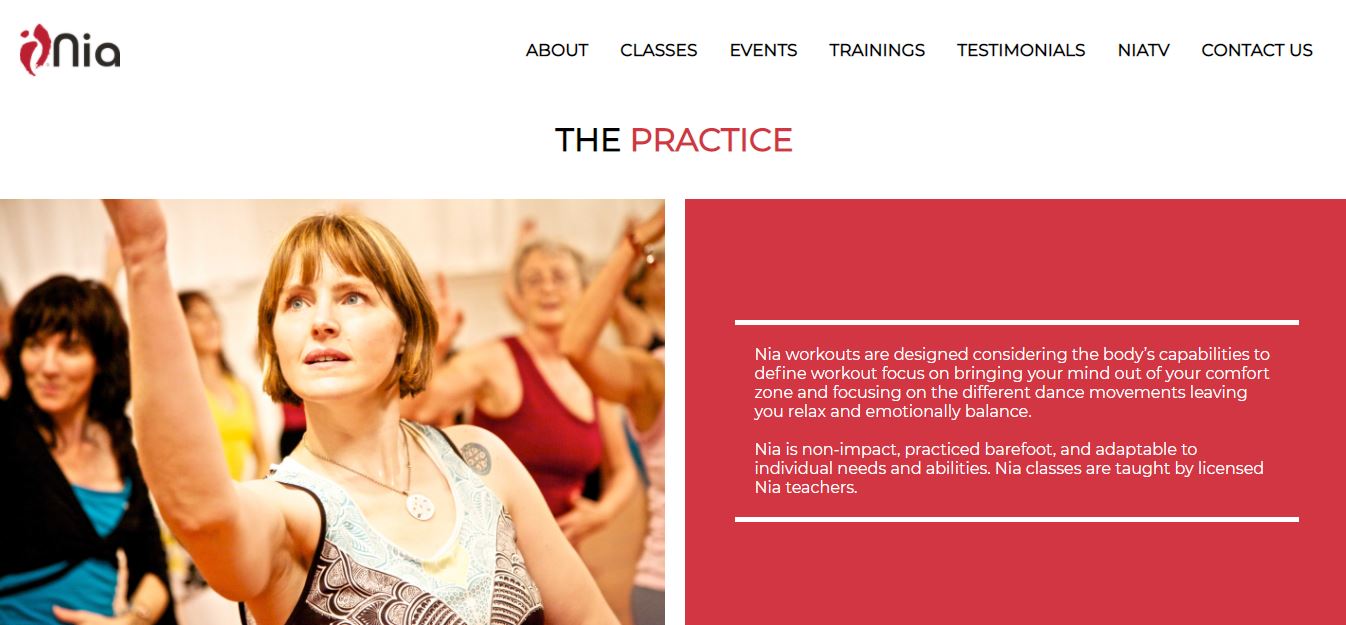 Nia
ABOUT CLASSES EVENTS TRAININGS TESTIMONIALS NIATV CONTACT US
THE PRACTICE
Nia workouts are designed considering the body’s capabilities to
define workout focus on bringing your mind out of your comfort
zone and focusing on the different dance movements leaving
you relax and emotionally balance.
Nia is non-impact, practiced barefoot, and adaptable to
individual needs and abilities. Nia classes are taught by licensed
Nia teachers.